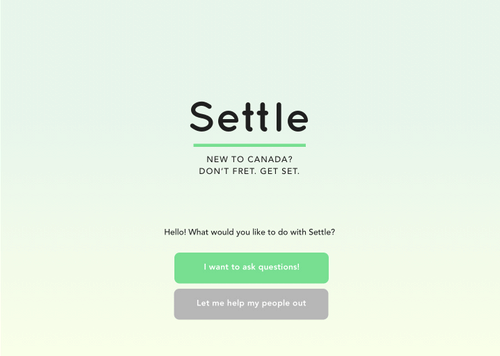 Settle
NEW TO CANADA?
DON'T FRET. GET SET.
Hello! What would you like to do with Settle?
I want to ask questions!
Let me help my people out